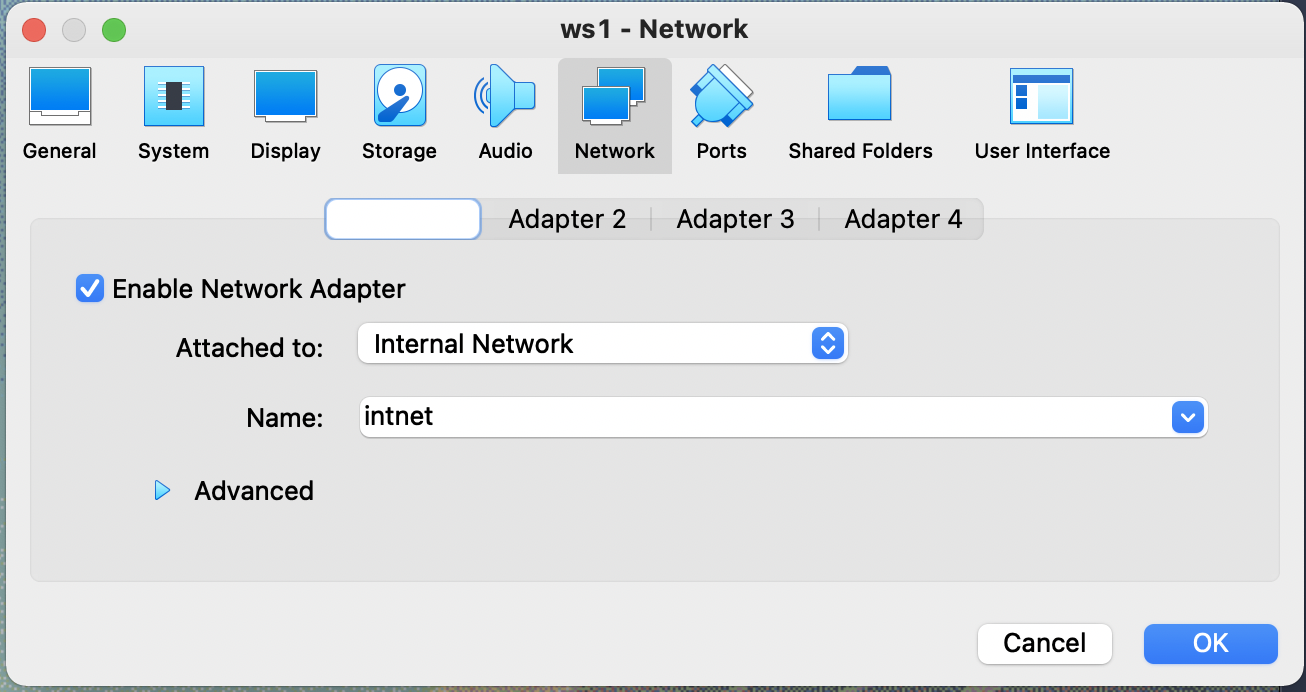 ws1 - Network
General System Display Storage Audio Network Ports Shared Folders User Interface
Adapter 2 Adapter 3 Adapter 4
Enable Network Adapter
Attached to: Internal Network
Name: intnet
Advanced
Cancel OK